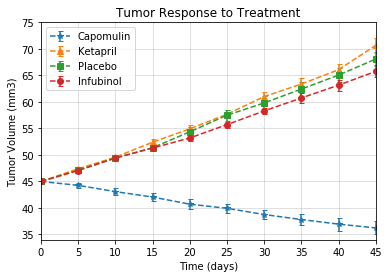 Tumor Response to Treatment
Capomulin
Ketapril
Placebo
Infubinol
Tumor Volume (mm3)
75
70
65
60
55
50
45
40
35
0 5 10 15 20 25 30 35 40 45
Time (days)